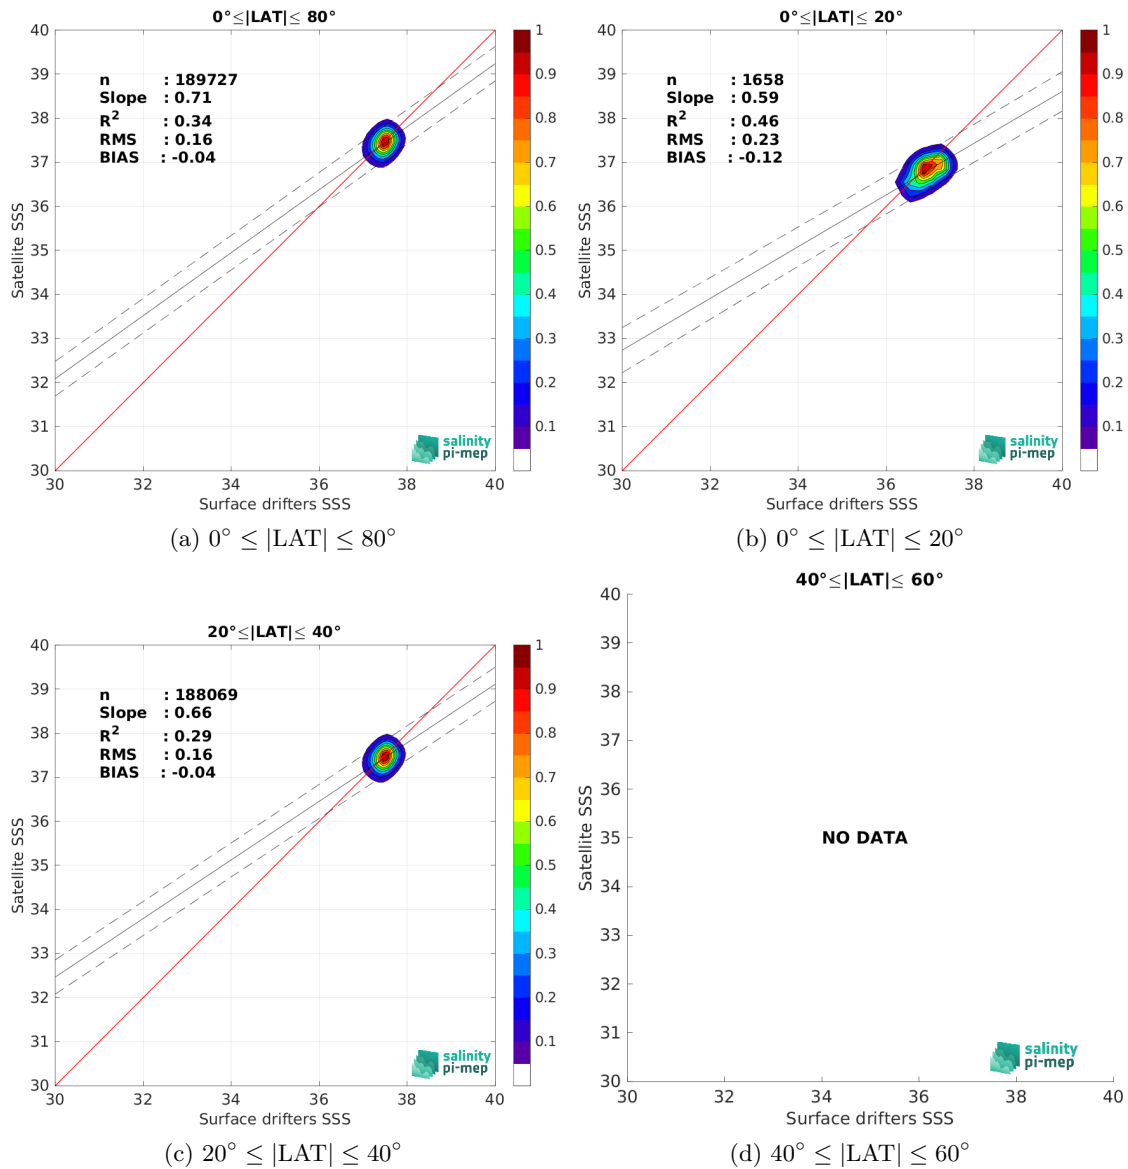 0°≤|LAT|≤ 80°
40
39
38
37
36
35
34
33
32
31
30
Satellite SSS
n : 189727
Slope : 0.71
R² : 0.34
RMS : 0.16
BIAS : -0.04
salinity
pi-mep
30 32 34 36 38 40
Surface drifters SSS
1
0.9
0.8
0.7
0.6
0.5
0.4
0.3
0.2
0.1
(a) 0° ≤ |LAT| ≤ 80°
0°≤|LAT|≤ 20°
40
39
38
37
36
35
34
33
32
31
30
Satellite SSS
n : 1658
Slope : 0.59
R² : 0.46
RMS : 0.23
BIAS : -0.12
salinity
pi-mep
30 32 34 36 38 40
Surface drifters SSS
1
0.9
0.8
0.7
0.6
0.5
0.4
0.3
0.2
0.1
(b) 0° ≤ |LAT| ≤ 20°
20°≤|LAT|≤ 40°
40
39
38
37
36
35
34
33
32
31
30
Satellite SSS
n : 188069
Slope : 0.66
R² : 0.29
RMS : 0.16
BIAS : -0.04
salinity
pi-mep
30 32 34 36 38 40
Surface drifters SSS
1
0.9
0.8
0.7
0.6
0.5
0.4
0.3
0.2
0.1
(c) 20° ≤ |LAT| ≤ 40°
40°≤|LAT|≤ 60°
40
39
38
37
36
35
34
33
32
31
30
Satellite SSS
NO DATA
salinity
pi-mep
30 32 34 36 38 40
Surface drifters SSS
(d) 40° ≤ |LAT| ≤ 60°